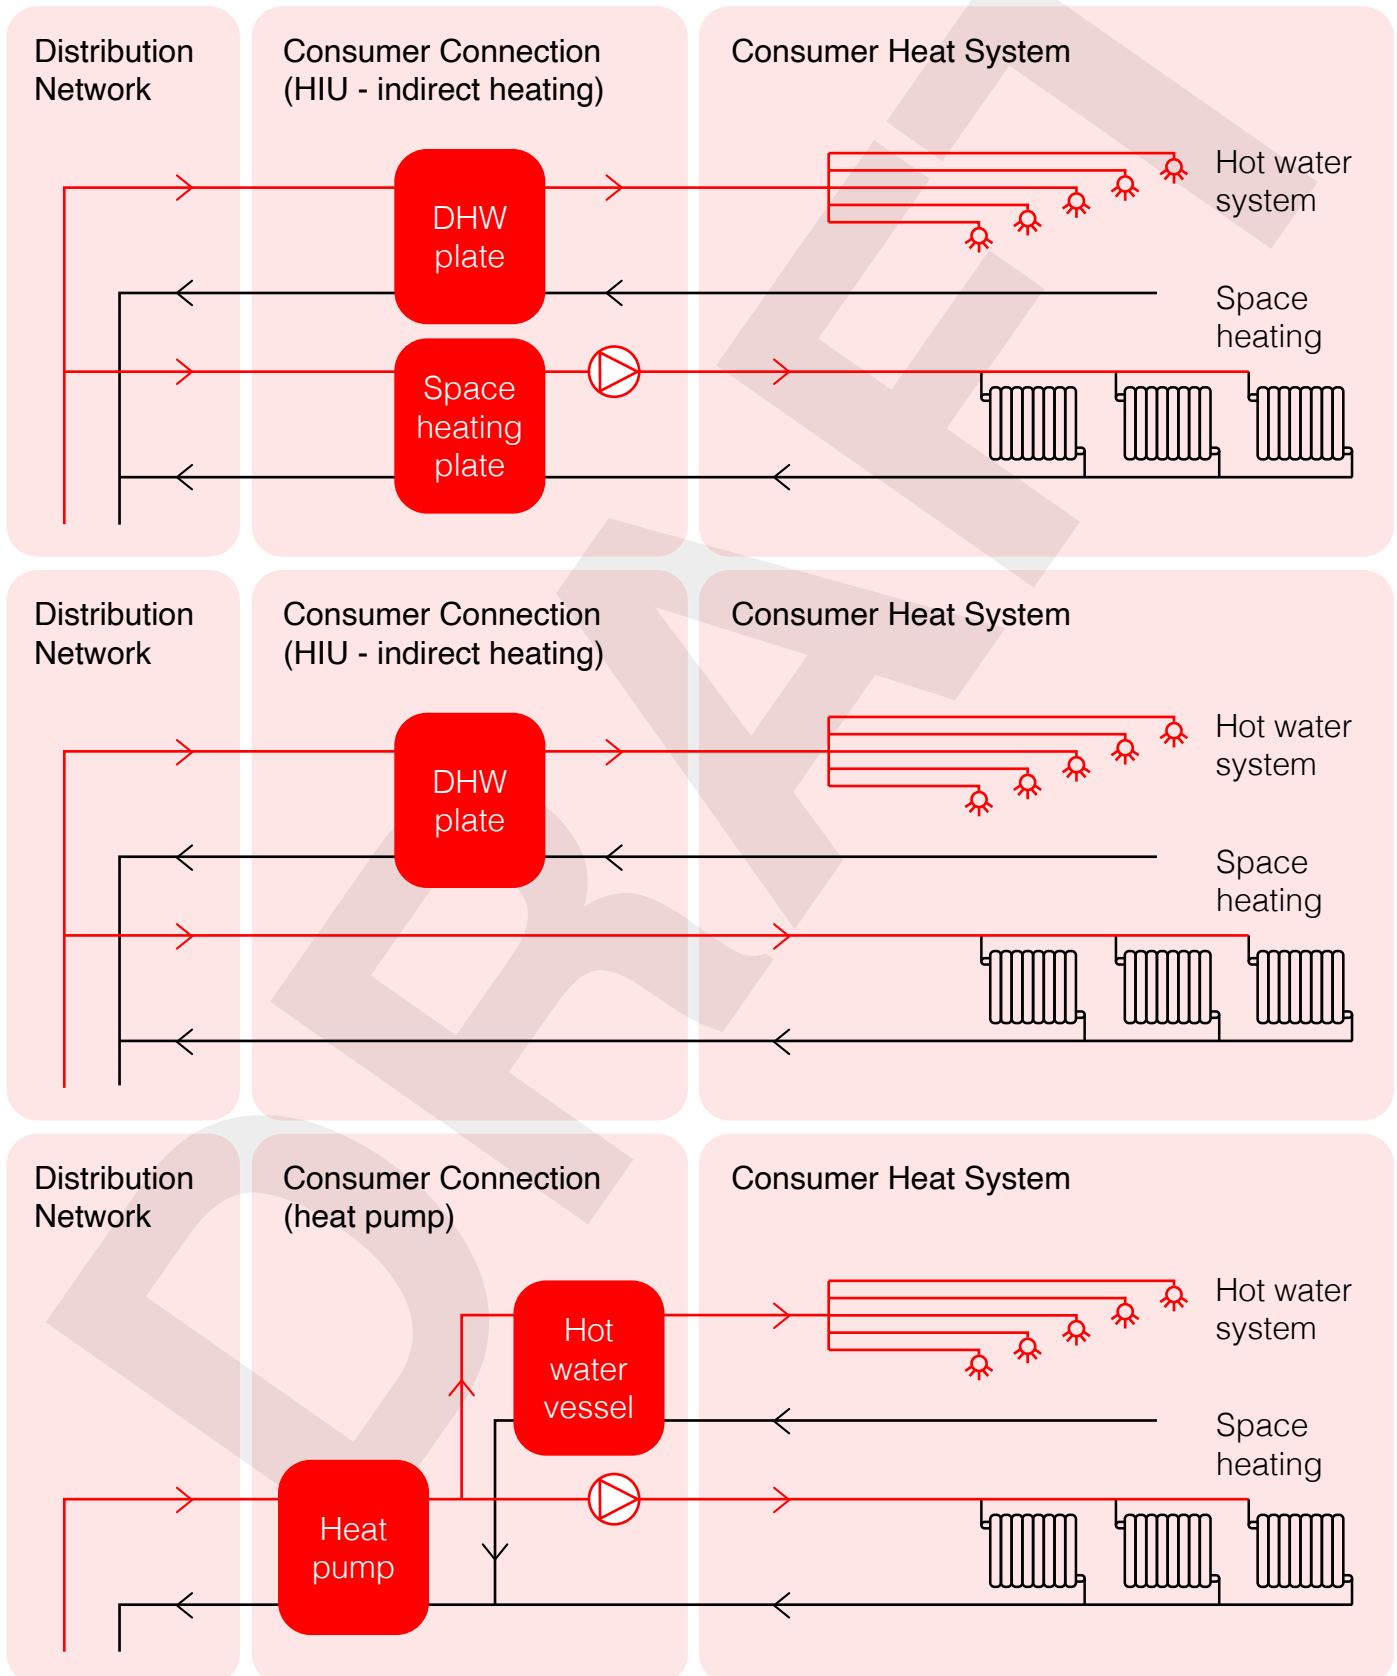 Distribution
Network
Consumer Connection
(HIU - indirect heating)
Consumer Heat System
DHW
plate
Hot water
system
Space
heating
Space
heating
plate
Distribution
Network
Consumer Connection
(HIU - indirect heating)
Consumer Heat System
DHW
plate
Hot water
system
Space
heating
Distribution
Network
Consumer Connection
(heat pump)
Consumer Heat System
Hot
water
vessel
Hot water
system
Space
heating
Heat
pump
DRAFT